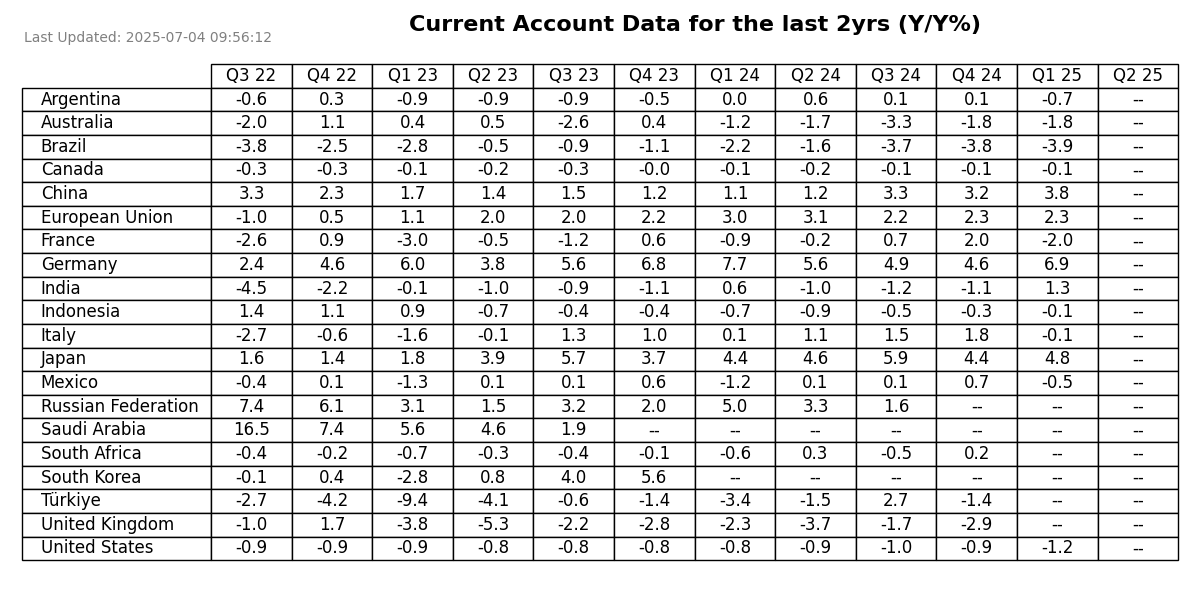 Current Account Data for the last 2yrs (Y/Y%)
Last Updated: 2025-07-04 09:56:12
Q3 22 Q4 22 Q1 23 Q2 23 Q3 23 Q4 23 Q1 24 Q2 24 Q3 24 Q4 24 Q1 25 Q2 25
Argentina -0.6 0.3 -0.9 -0.9 -0.9 -0.5 0.0 0.6 0.1 0.1 -0.7 --
Australia -2.0 1.1 0.4 0.5 -2.6 0.4 -1.2 -1.7 -3.3 -1.8 -1.8 --
Brazil -3.8 -2.5 -2.8 -0.5 -0.9 -1.1 -2.2 -1.6 -3.7 -3.8 -3.9 --
Canada -0.3 -0.3 -0.1 -0.2 -0.3 -0.0 -0.1 -0.2 -0.1 -0.1 -0.1 --
China 3.3 2.3 1.7 1.4 1.5 1.2 1.1 1.2 3.3 3.2 3.8 --
European Union -1.0 0.5 1.1 2.0 2.0 2.2 3.0 3.1 2.2 2.3 2.3 --
France -2.6 0.9 -3.0 -0.5 -1.2 0.6 -0.9 -0.2 0.7 2.0 -2.0 --
Germany 2.4 4.6 6.0 3.8 5.6 6.8 7.7 5.6 4.9 4.6 6.9 --
India -4.5 -2.2 -0.1 -1.0 -0.9 -1.1 0.6 -1.0 -1.2 -1.1 1.3 --
Indonesia 1.4 1.1 0.9 -0.7 -0.4 -0.4 -0.7 -0.9 -0.5 -0.3 -0.1 --
Italy -2.7 -0.6 -1.6 -0.1 1.3 1.0 0.1 1.1 1.5 1.8 -0.1 --
Japan 1.6 1.4 1.8 3.9 5.7 3.7 4.4 4.6 5.9 4.4 4.8 --
Mexico -0.4 0.1 -1.3 0.1 0.1 0.6 -1.2 0.1 0.1 0.7 -0.5 --
Russian Federation 7.4 6.1 3.1 1.5 3.2 2.0 5.0 3.3 1.6 -- -- --
Saudi Arabia 16.5 7.4 5.6 4.6 1.9 -- -- -- -- -- -- --
South Africa -0.4 -0.2 -0.7 -0.3 -0.4 -0.1 -0.6 0.3 -0.5 0.2 -- --
South Korea -0.1 0.4 -2.8 0.8 4.0 5.6 -- -- -- -- -- --
Türkiye -2.7 -4.2 -9.4 -4.1 -0.6 -1.4 -3.4 -1.5 2.7 -1.4 -- --
United Kingdom -1.0 1.7 -3.8 -5.3 -2.2 -2.8 -2.3 -3.7 -1.7 -2.9 -- --
United States -0.9 -0.9 -0.9 -0.8 -0.8 -0.8 -0.8 -0.9 -1.0 -0.9 -1.2 --